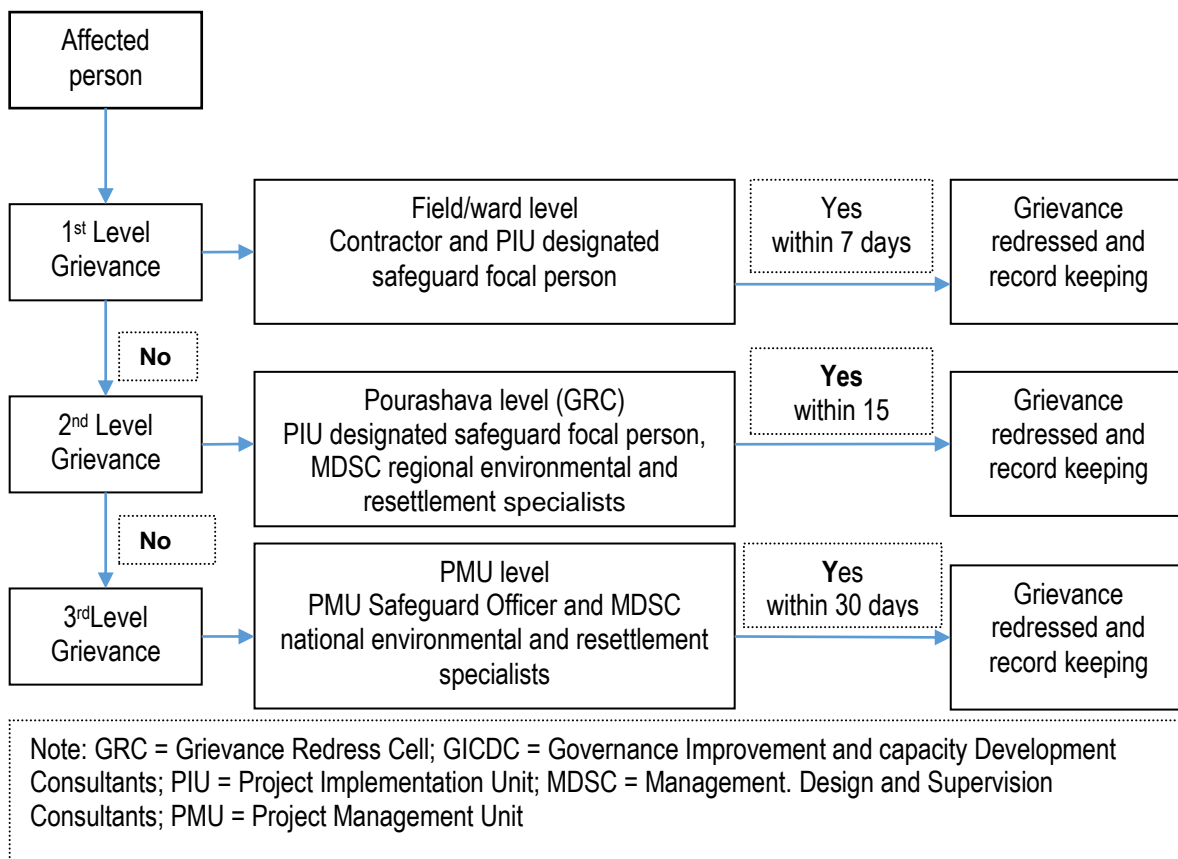 Affected
person
1st Level
Grievance
Field/ward level
Contractor and PIU designated
safeguard focal person
Yes
within 7 days
Grievance
redressed and
record keeping
No
2nd Level
Grievance
Pourashava level (GRC)
PIU designated safeguard focal person,
MDSC regional environmental and
resettlement specialists
Yes
within 15
Grievance
redressed and
record keeping
No
3rdLevel
Grievance
PMU level
PMU Safeguard Officer and MDSC
national environmental and resettlement
specialists
Yes
within 30 days
Grievance
redressed and
record keeping
Note: GRC = Grievance Redress Cell; GICDC = Governance Improvement and capacity Development
Consultants; PIU = Project Implementation Unit; MDSC = Management. Design and Supervision
Consultants; PMU = Project Management Unit